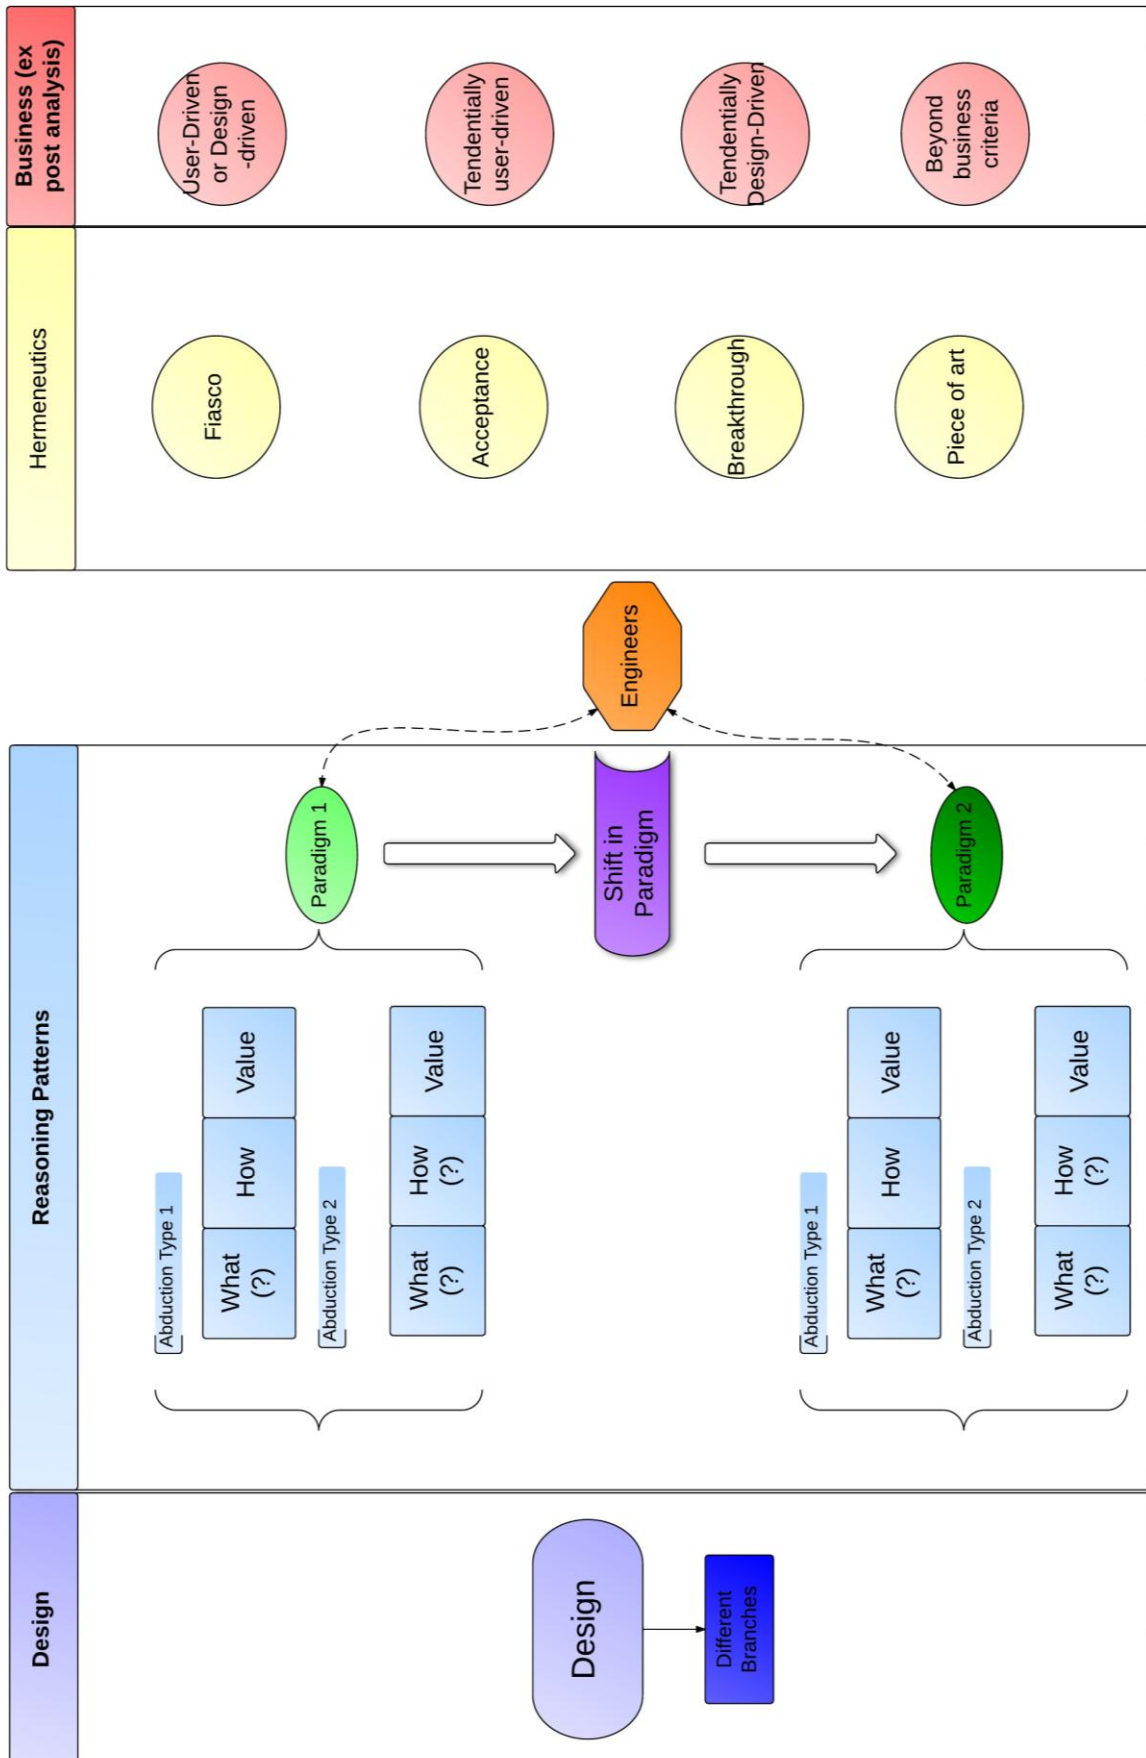 Design
Reasoning Patterns
Hermeneutics
Business (ex
post analysis)
Design
Different
Branches
Abduction Type 1
What
(?)
How
Value
Abduction Type 2
What
(?)
How
(?)
Value
Paradigm 1
Shift in
Paradigm
Abduction Type 1
What
(?)
How
Value
Abduction Type 2
What
(?)
How
(?)
Value
Paradigm 2
Engineers
Fiasco
Acceptance
Breakthrough
Piece of art
User-Driven
or Design
-driven
Tendentially
user-driven
Tendentially
Design-Driven
Beyond
business
criteria